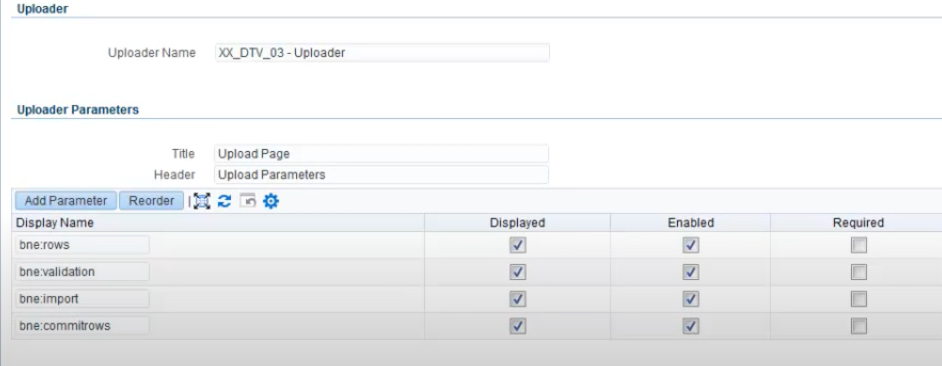 Uploader
Uploader Name XX_DTV_03 - Uploader
Uploader Parameters
Title Upload Page
Header Upload Parameters
Add Parameter Reorder
Display Name Displayed Enabled Required
bne:rows
bne:validation
bne:import
bne:commitrows